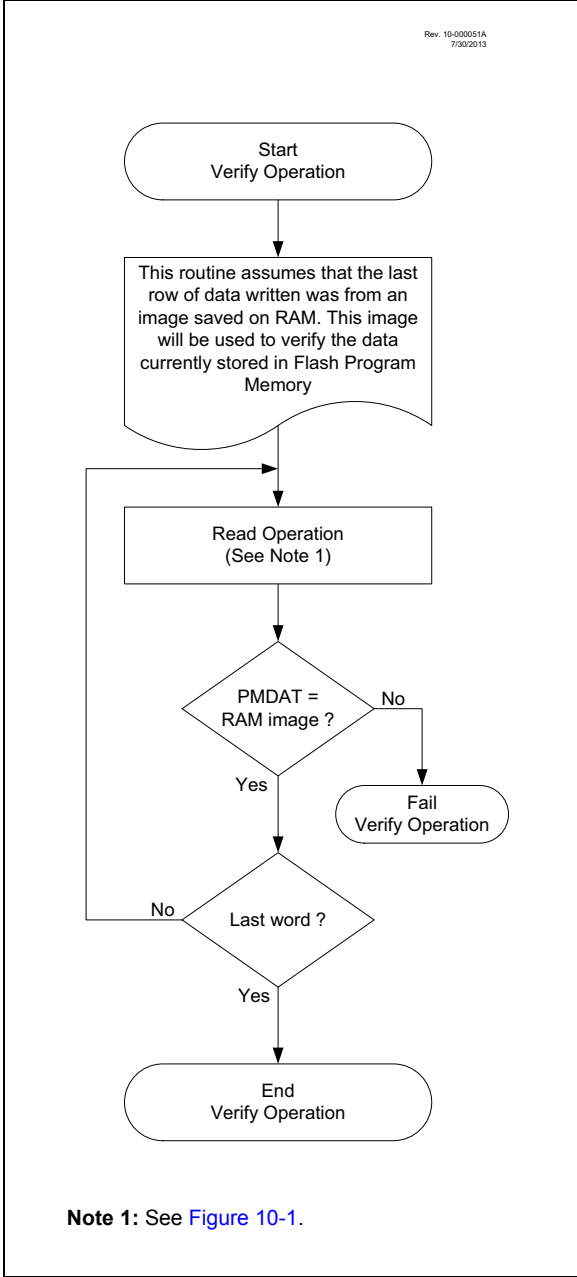 Rev. 10-000051A
7/30/2013
Start
Verify Operation
This routine assumes that the last
row of data written was from an
image saved on RAM. This image
will be used to verify the data
currently stored in Flash Program
Memory
Read Operation
(See Note 1)
PMDAT =
RAM image ?
No
Yes
Fail
Verify Operation
Last word ?
No
Yes
End
Verify Operation
Note 1: See Figure 10-1.